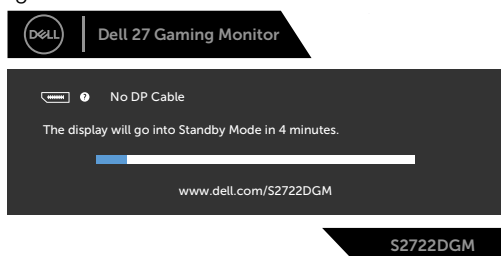 DELL
Dell 27 Gaming Monitor
? No DP Cable
The display will go into Standby Mode in 4 minutes.
www.dell.com/S2722DGM
S2722DGM